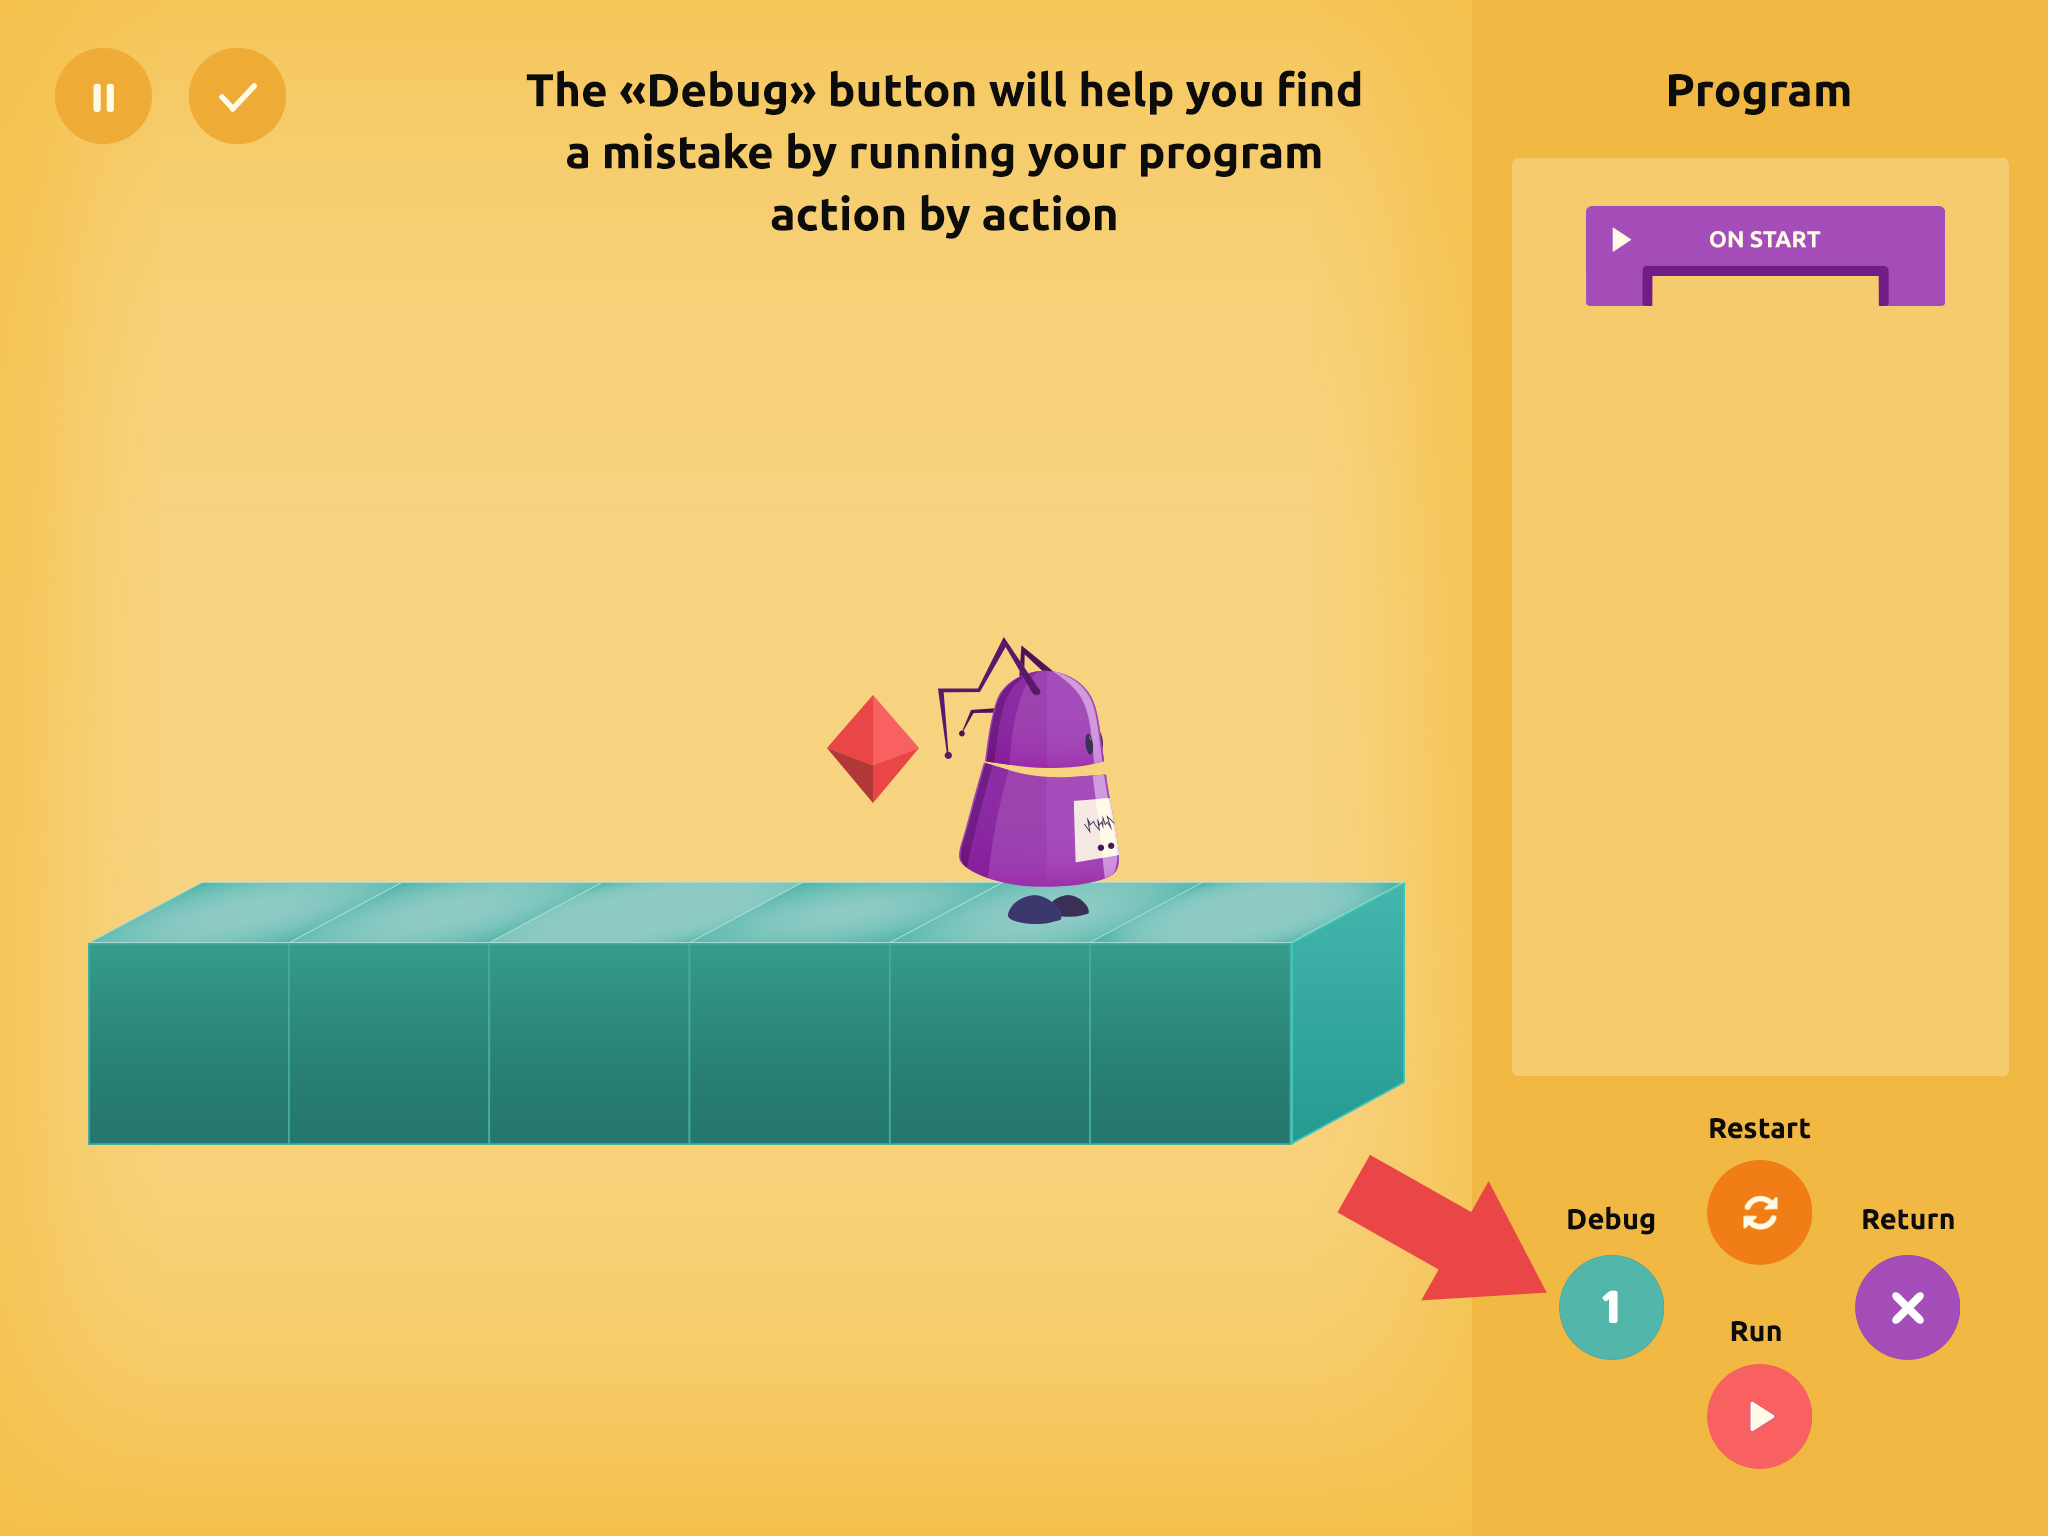 The «Debug» button will help you find
a mistake by running your program
action by action
Program
ON START
Restart
Debug
Return
1
Run